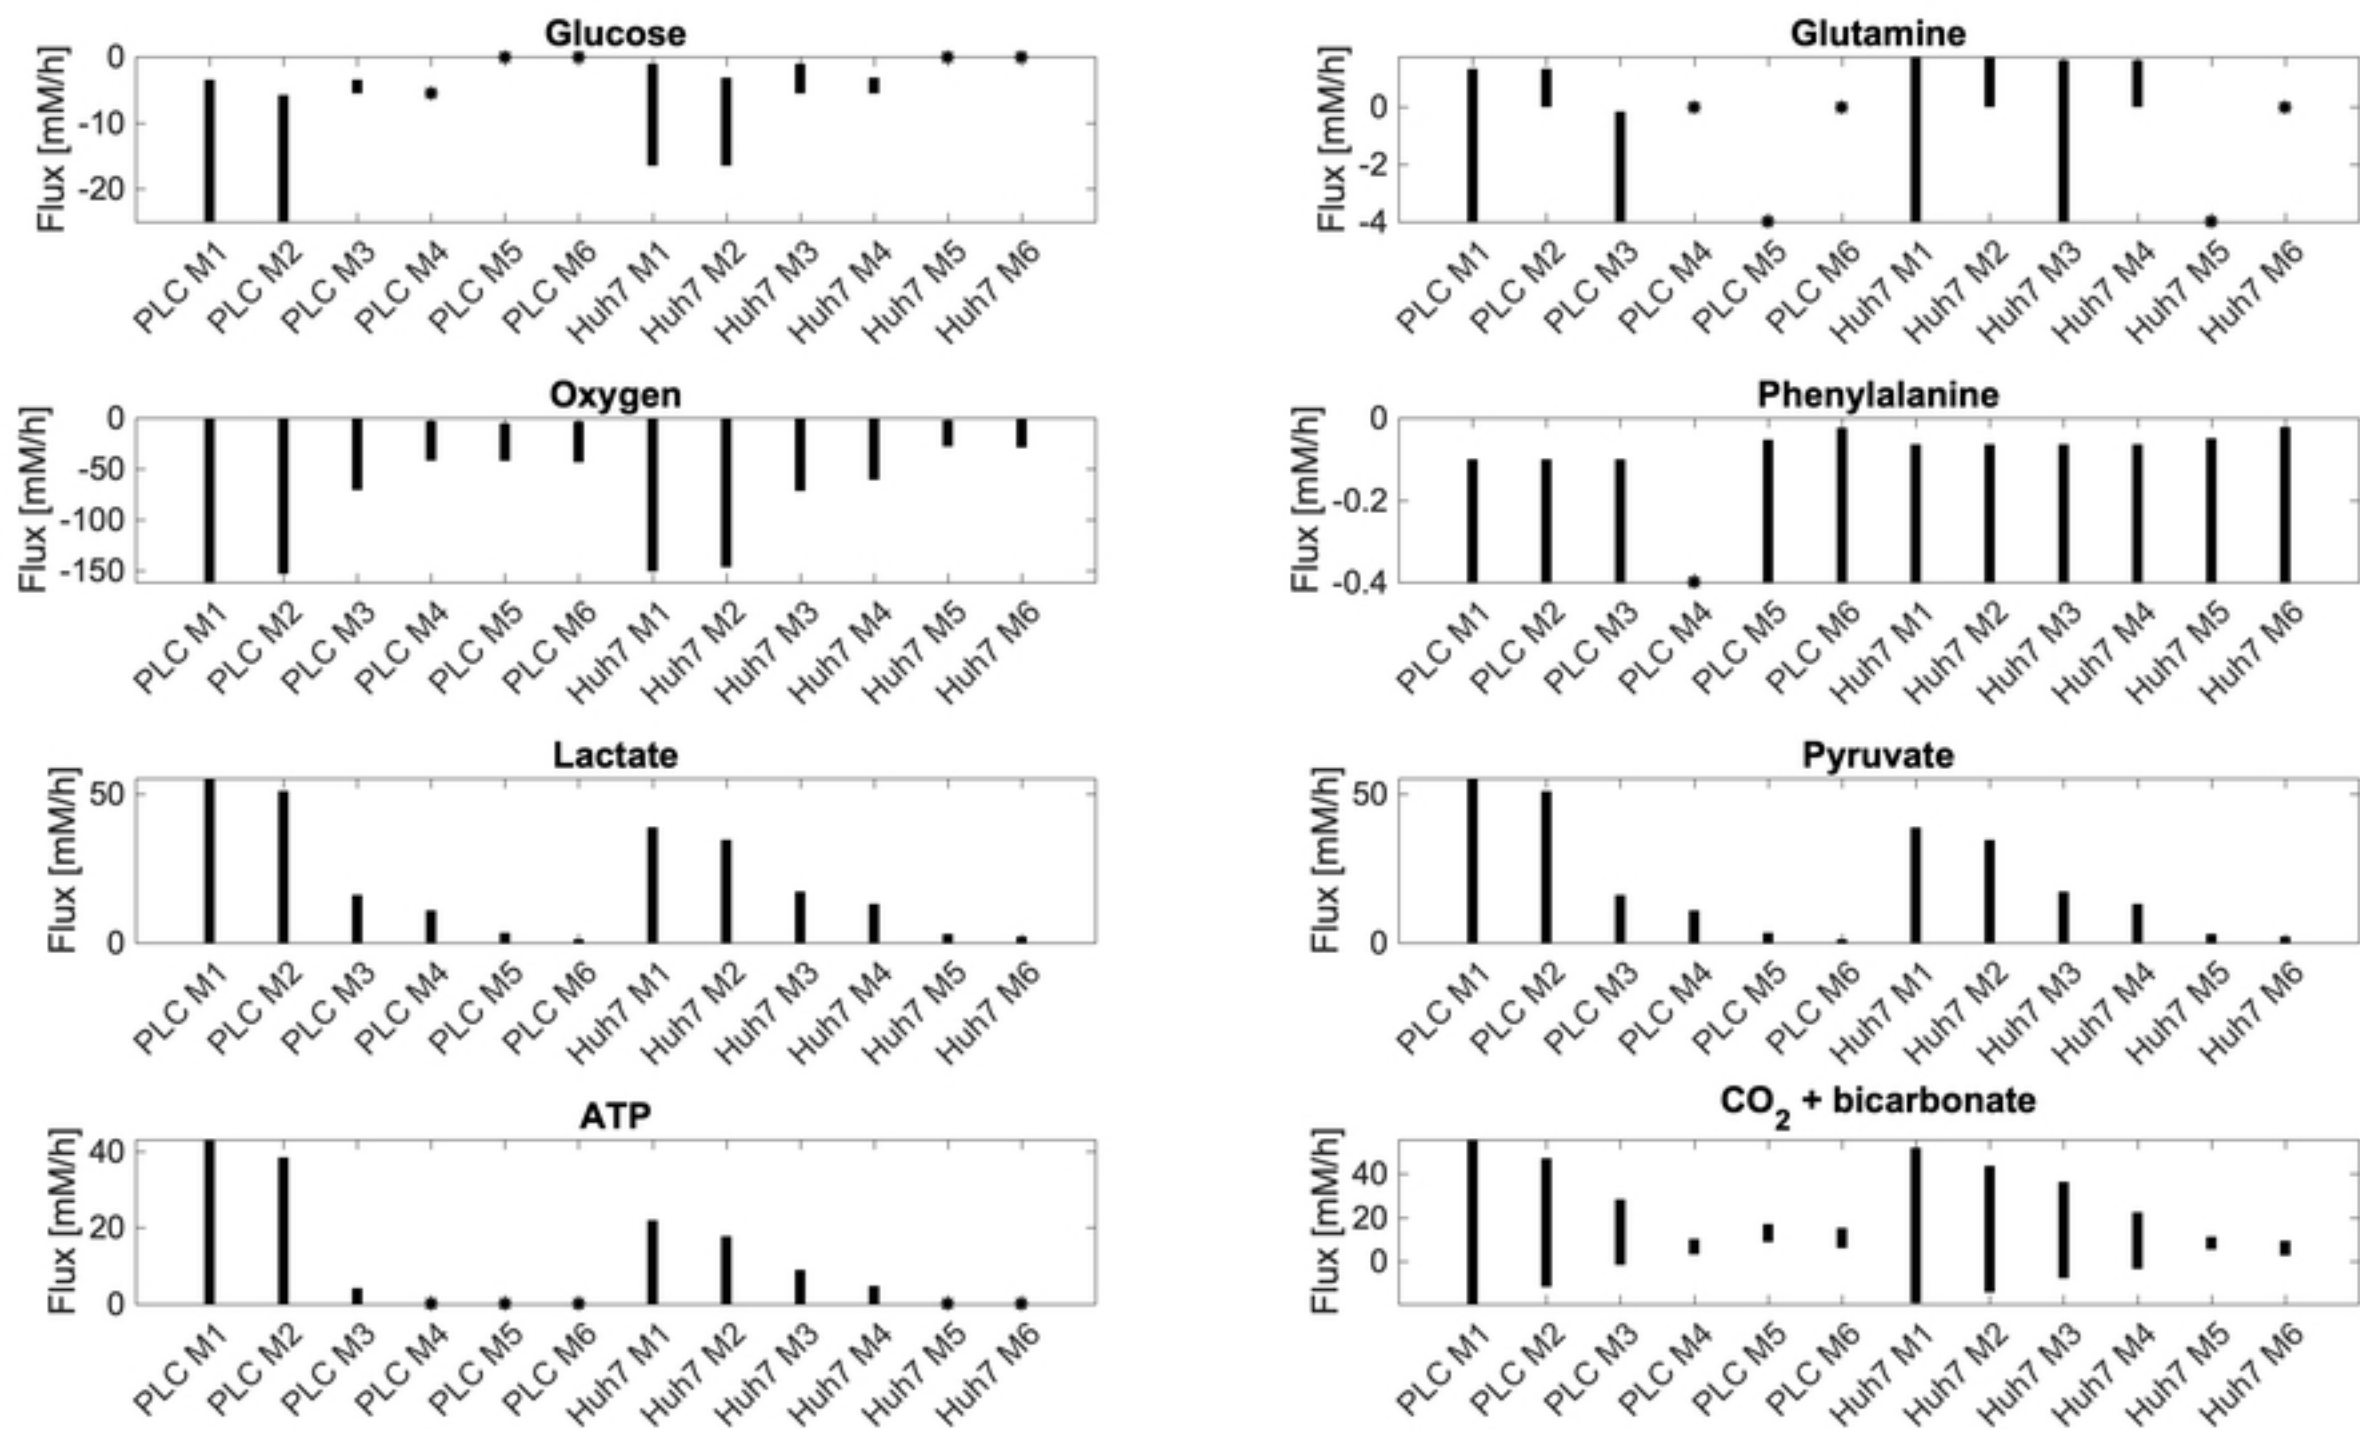 Glucose
Flux [mM/h]
0
-10
-20
PLC M1
PLC M2
PLC M3
PLC M4
PLC M5
PLC M6
Huh7 M1
Huh7 M2
Huh7 M3
Huh7 M4
Huh7 M5
Huh7 M6
Glutamine
Flux [mM/h]
0
-2
-4
PLC M1
PLC M2
PLC M3
PLC M4
PLC M5
PLC M6
Huh7 M1
Huh7 M2
Huh7 M3
Huh7 M4
Huh7 M5
Huh7 M6
Oxygen
Flux [mM/h]
0
-50
-100
-150
PLC M1
PLC M2
PLC M3
PLC M4
PLC M5
PLC M6
Huh7 M1
Huh7 M2
Huh7 M3
Huh7 M4
Huh7 M5
Huh7 M6
Phenylalanine
Flux [mM/h]
0
-0.2
-0.4
PLC M1
PLC M2
PLC M3
PLC M4
PLC M5
PLC M6
Huh7 M1
Huh7 M2
Huh7 M3
Huh7 M4
Huh7 M5
Huh7 M6
Lactate
Flux [mM/h]
50
0
PLC M1
PLC M2
PLC M3
PLC M4
PLC M5
PLC M6
Huh7 M1
Huh7 M2
Huh7 M3
Huh7 M4
Huh7 M5
Huh7 M6
Pyruvate
Flux [mM/h]
50
0
PLC M1
PLC M2
PLC M3
PLC M4
PLC M5
PLC M6
Huh7 M1
Huh7 M2
Huh7 M3
Huh7 M4
Huh7 M5
Huh7 M6
ATP
Flux [mM/h]
40
20
0
PLC M1
PLC M2
PLC M3
PLC M4
PLC M5
PLC M6
Huh7 M1
Huh7 M2
Huh7 M3
Huh7 M4
Huh7 M5
Huh7 M6
CO₂ + bicarbonate
Flux [mM/h]
40
20
0
PLC M1
PLC M2
PLC M3
PLC M4
PLC M5
PLC M6
Huh7 M1
Huh7 M2
Huh7 M3
Huh7 M4
Huh7 M5
Huh7 M6